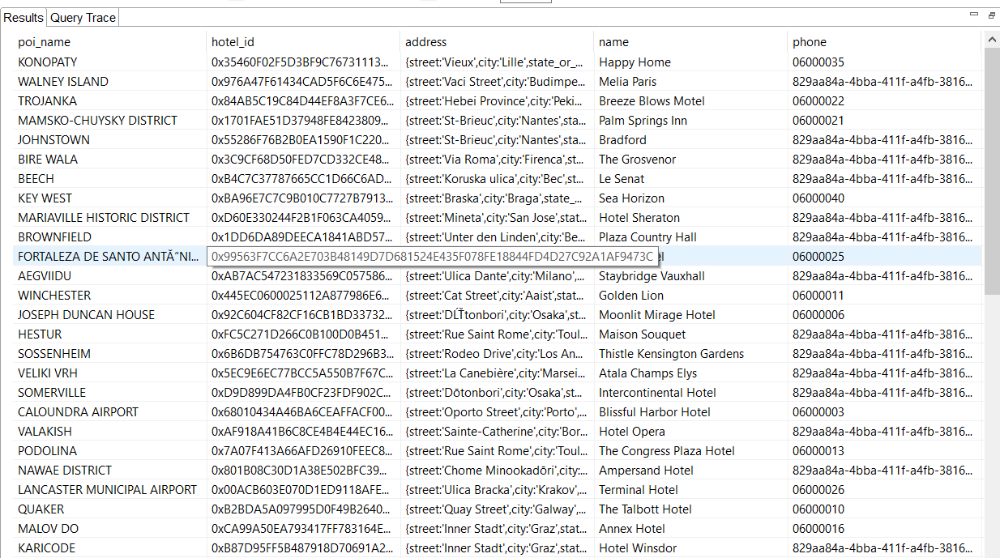 Results Query Trace
poi_name hotel_id address name phone
KONOPATY 0x35460F02F5D3BF9C76731113... {street:'Vieux',city:'Lille',state_or_... Happy Home 06000035
WALNEY ISLAND 0x976A47F61434CAD5F6C6E475... {street:'Vaci Street',city:'Budimpe... Melia Paris 829aa84a-4bba-411f-a4fb-3816...
TROJANKA 0x84AB5C19C84D44EF8A3F7CE6... {street:'Hebei Province',city:'Peki... Breeze Blows Motel 06000022
MAMSKO-CHUYSKY DISTRICT 0x1701FAE51D37948FE8423809... {street:'St-Brieuc',city:'Nantes',sta... Palm Springs Inn 06000021
JOHNSTOWN 0x55286F76B2B0EA1590F1C220... {street:'St-Brieuc',city:'Nantes',sta... Bradford 829aa84a-4bba-411f-a4fb-3816...
BIRE WALA 0x3C9CF68D50FED7CD332CE48... {street:'Via Roma',city:'Firenca',st... The Grosvenor 829aa84a-4bba-411f-a4fb-3816...
BEECH 0xB4C7C37787665CC1D66C6AD... {street:'Koruska ulica',city:'Bec',st... Le Senat 829aa84a-4bba-411f-a4fb-3816...
KEY WEST 0xBA96E7C7C9B010C7727B7913... {street:'Braska',city:'Braga',state_... Sea Horizon 06000040
MARIAVILLE HISTORIC DISTRICT 0xD60E330244F2B1F063CA4059... {street:'Mineta',city:'San Jose',stat... Hotel Sheraton 829aa84a-4bba-411f-a4fb-3816...
BROWNFIELD 0x1DD6DA89DEECA1841ABD57... {street:'Unter den Linden',city:'Be... Plaza Country Hall 829aa84a-4bba-411f-a4fb-3816...
FORTALEZA DE SANTO ANTĂ“NI... 0x99563F7CC6A2E703B48149D7D681524E435F078FE18844FD4D27C92A1AF9473C el 06000025
AEGVIIDU 0xAB7AC547231833569C057586... {street:'Ulica Dante',city:'Milano',... Staybridge Vauxhall 829aa84a-4bba-411f-a4fb-3816...
WINCHESTER 0x445EC0600025112A877986E6... {street:'Cat Street',city:'Aaist',stat... Golden Lion 06000011
JOSEPH DUNCAN HOUSE 0x92C604CF82CF16CB1BD33732... {street:'DĹŤtonbori',city:'Osaka',st... Moonlit Mirage Hotel 06000006
HESTUR 0xFC5C271D266C0B100D0B451... {street:'Rue Saint Rome',city:'Toul... Maison Souquet 829aa84a-4bba-411f-a4fb-3816...
SOSSENHEIM 0x6B6DB754763C0FFC78D296B3... {street:'Rodeo Drive',city:'Los An... Thistle Kensington Gardens 829aa84a-4bba-411f-a4fb-3816...
VELIKI VRH 0x5EC9E6EC77BCC5A550B7F67C... {street:'La Canebière',city:'Marsei... Atala Champs Elys 829aa84a-4bba-411f-a4fb-3816...
SOMERVILLE 0xD9D899DA4FB0CF23FDF902C... {street:'Dōtonbori',city:'Osaka',st... Intercontinental Hotel 829aa84a-4bba-411f-a4fb-3816...
CALOUNDRA AIRPORT 0x68010434A46BA6CEAFFACF00... {street:'Oporto Street',city:'Porto',... Blissful Harbor Hotel 06000003
VALAKISH 0xAF918A41B6C8CE4B4E44EC16... {street:'Sainte-Catherine',city:'Bor... Hotel Opera 829aa84a-4bba-411f-a4fb-3816...
PODOLINA 0x7A07F413A66AFD26910FEEC8... {street:'Rue Saint Rome',city:'Toul... The Congress Plaza Hotel 06000013
NAWAE DISTRICT 0x801B08C30D1A38E502BFC39... {street:'Chome Minookadōri',city:... Ampersand Hotel 829aa84a-4bba-411f-a4fb-3816...
LANCASTER MUNICIPAL AIRPORT 0x00ACB603E070D1ED9118AFE... {street:'Ulica Bracka',city:'Krakov',... Terminal Hotel 06000026
QUAKER 0xB2BDA5A097995D0F49B2640... {street:'Quay Street',city:'Galway',... The Talbott Hotel 06000010
MALOV DO 0xCA99A50EA793417FF783164E... {street:'Inner Stadt',city:'Graz',stat... Annex Hotel 06000016
KARICODE 0xB87D95FF5B487918D70691A2... {street:'Inner Stadt',city:'Graz',stat... Hotel Winsdor 829aa84a-4bba-411f-a4fb-3816...